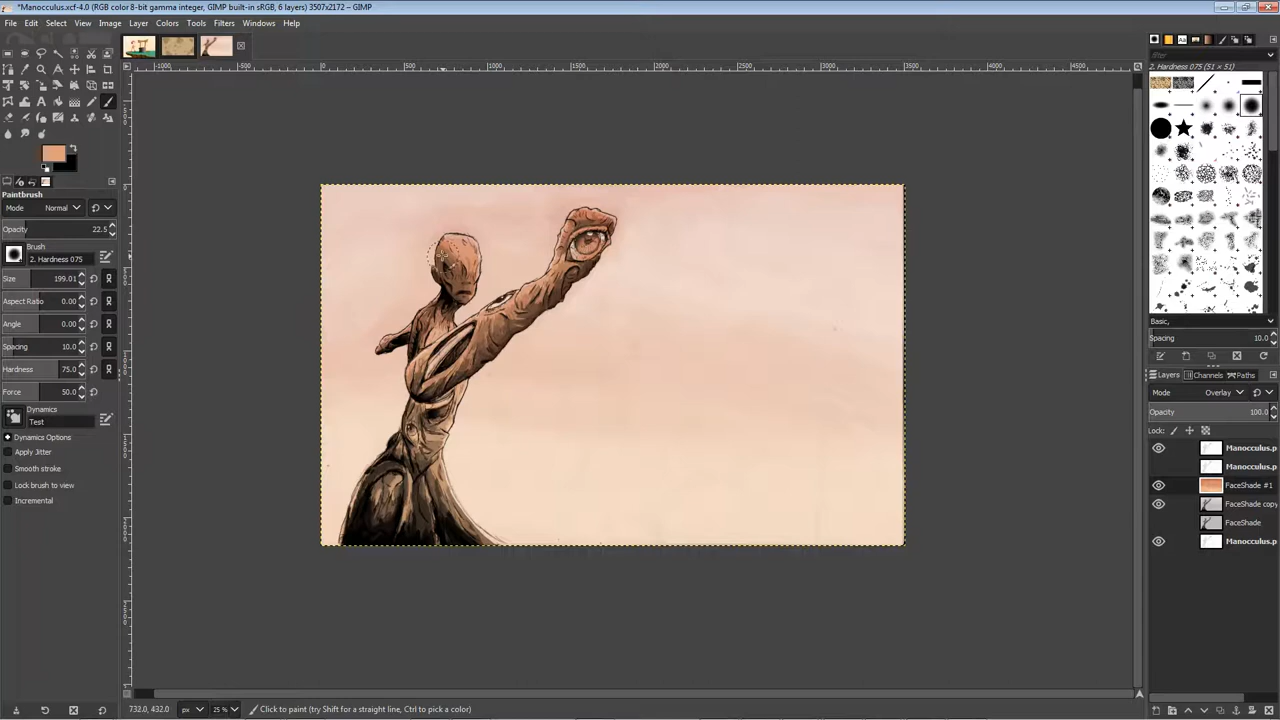 *Manocculus.xcf-4.0 (RGB color 8-bit gamma integer, GIMP built-in sRGB, 6 layers) 3507x2172 – GIMP
File Edit Select View Image Layer Colors Tools Filters Windows Help
filter
2. Hardness 075 (51 × 51)
Paintbrush
Mode Normal
Opacity 22.5
Brush
2. Hardness 075
Size 199.01
Aspect Ratio 0.00
Angle 0.00
Spacing 10.0
Hardness 75.0
Force 50.0
Dynamics
Test
Dynamics Options
Apply Jitter
Smooth stroke
Lock brush to view
Incremental
Basic,
Spacing 10.0
Layers Channels Paths
Mode Overlay
Opacity 100.0
Lock:
Manocculus.p
Manocculus.p
FaceShade #1
FaceShade copy
FaceShade
Manocculus.p
732.0, 432.0 px 25 % Click to paint (try Shift for a straight line, Ctrl to pick a color)